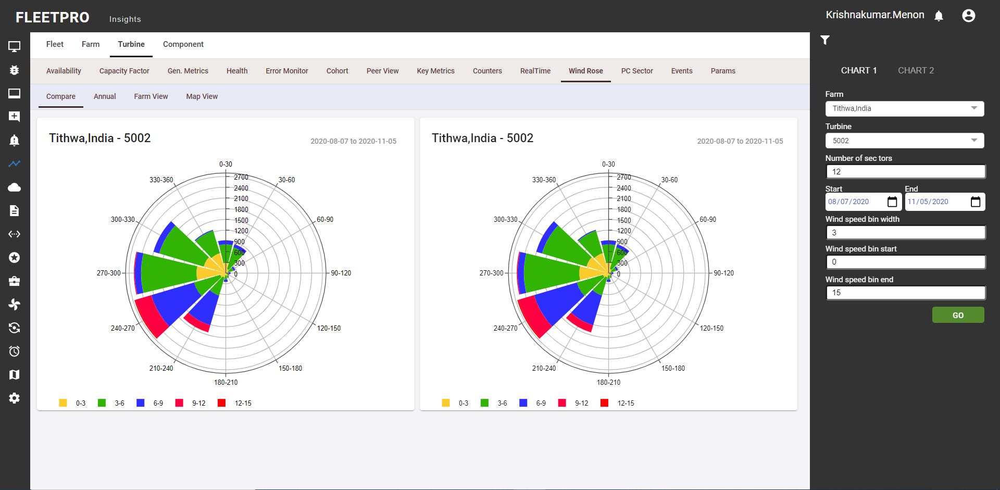 FLEETPRO
Insights
Krishnakumar.Menon
Fleet Farm Turbine Component
Availability Capacity Factor Gen. Metrics Health Error Monitor Cohort Peer View Key Metrics Counters RealTime Wind Rose PC Sector Events Params
Compare Annual Farm View Map View
Tithwa,India - 5002
2020-08-07 to 2020-11-05
0-30
30-60
60-90
90-120
120-150
150-180
180-210
210-240
240-270
270-300
300-330
330-360
2700
2400
2100
1800
1500
1200
900
600
300
0
0-3 3-6 6-9 9-12 12-15
Tithwa,India - 5002
2020-08-07 to 2020-11-05
0-30
30-60
60-90
90-120
120-150
150-180
180-210
210-240
240-270
270-300
300-330
330-360
2700
2400
2100
1800
1500
1200
900
600
300
0
0-3 3-6 6-9 9-12 12-15
CHART 1 CHART 2
Farm
Tithwa,India
Turbine
5002
Number of sec tors
12
Start End
08/07/2020 11/05/2020
Wind speed bin width
3
Wind speed bin start
0
Wind speed bin end
15
GO